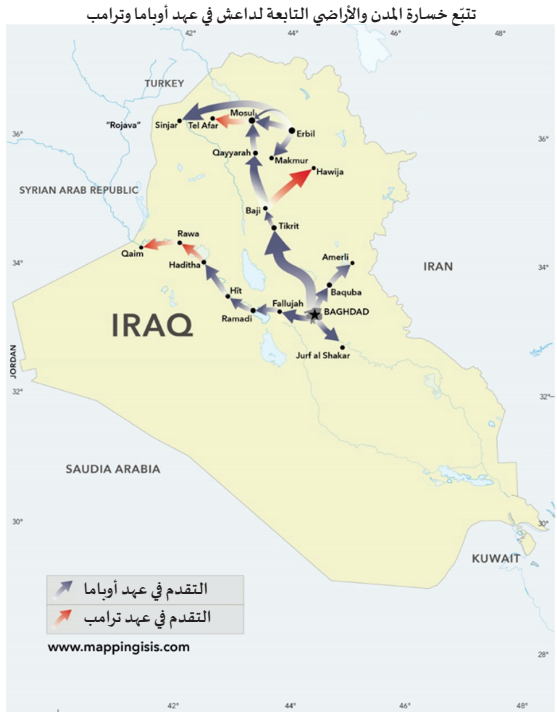 تتبّع خسارة المدن والأراضي التابعة لداعش في عهد أوباما وترامب
42° 44° 46° 48°
TURKEY
Mosul
"Rojava" Sinjar Tel Afar
Erbil
36° 36°
Qayyarah
Makmur
Hawija
SYRIAN ARAB REPUBLIC
Baji
Tikrit
Rawa
Qaim
Amerli
IRAN
Haditha
34° 34°
Baquba
Hīt
Fallujah
BAGHDAD
Ramadi
IRAQ
Jurf al Shakar
JORDAN
32° 32°
SAUDI ARABIA
30° 30°
KUWAIT
التقدم في عهد أوباما
التقدم في عهد ترامب
www.mappingisis.com
28°
42° 44° 46° 48°